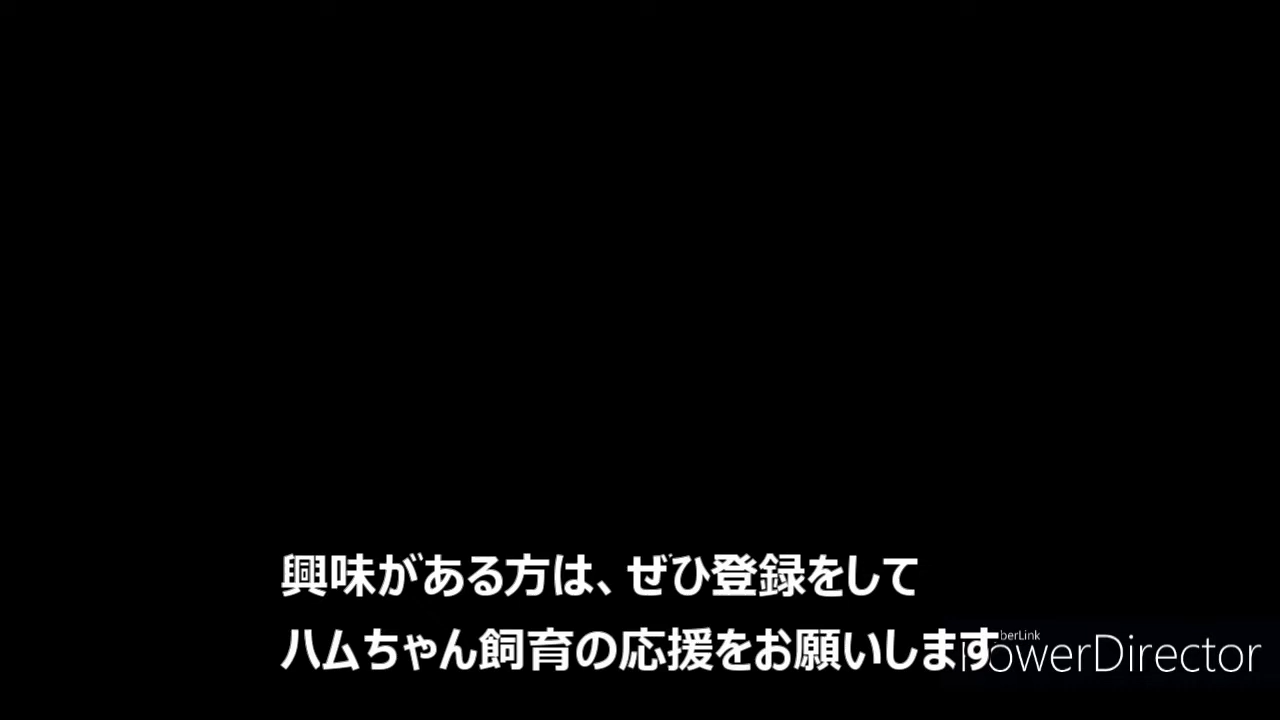 興味がある方は、ぜひ登録をして
ハムちゃん飼育の応援をお願いします
berLink
PowerDirector